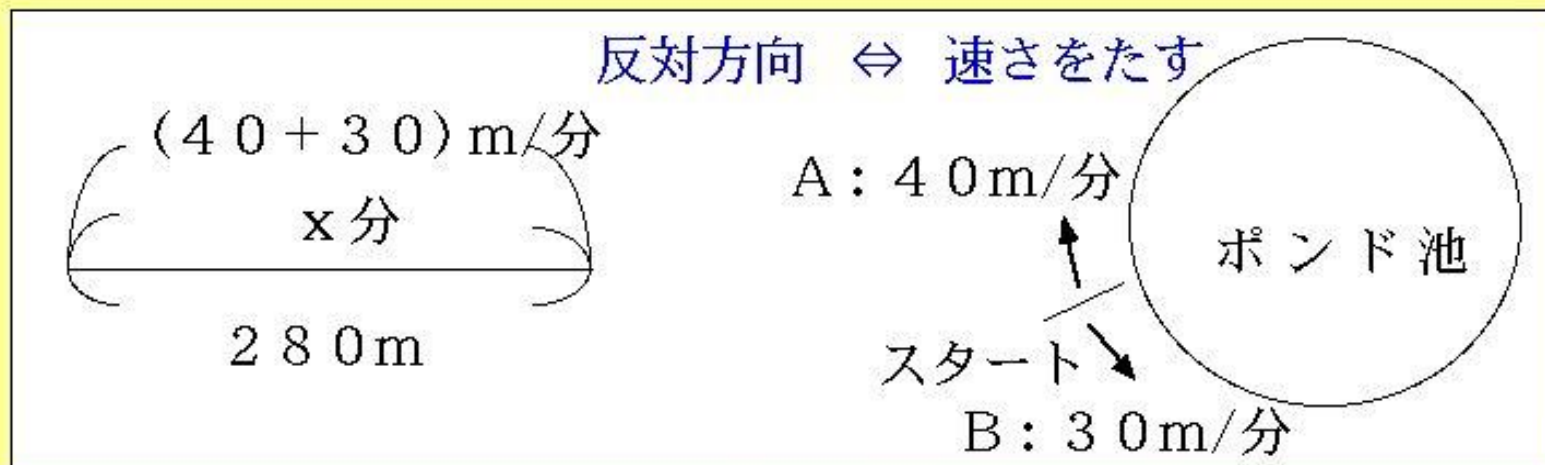 反対方向 ⇔ 速さをたす
(40+30)m/分
x分
280m
A:40m/分
ポンド池
スタート
B:30m/分